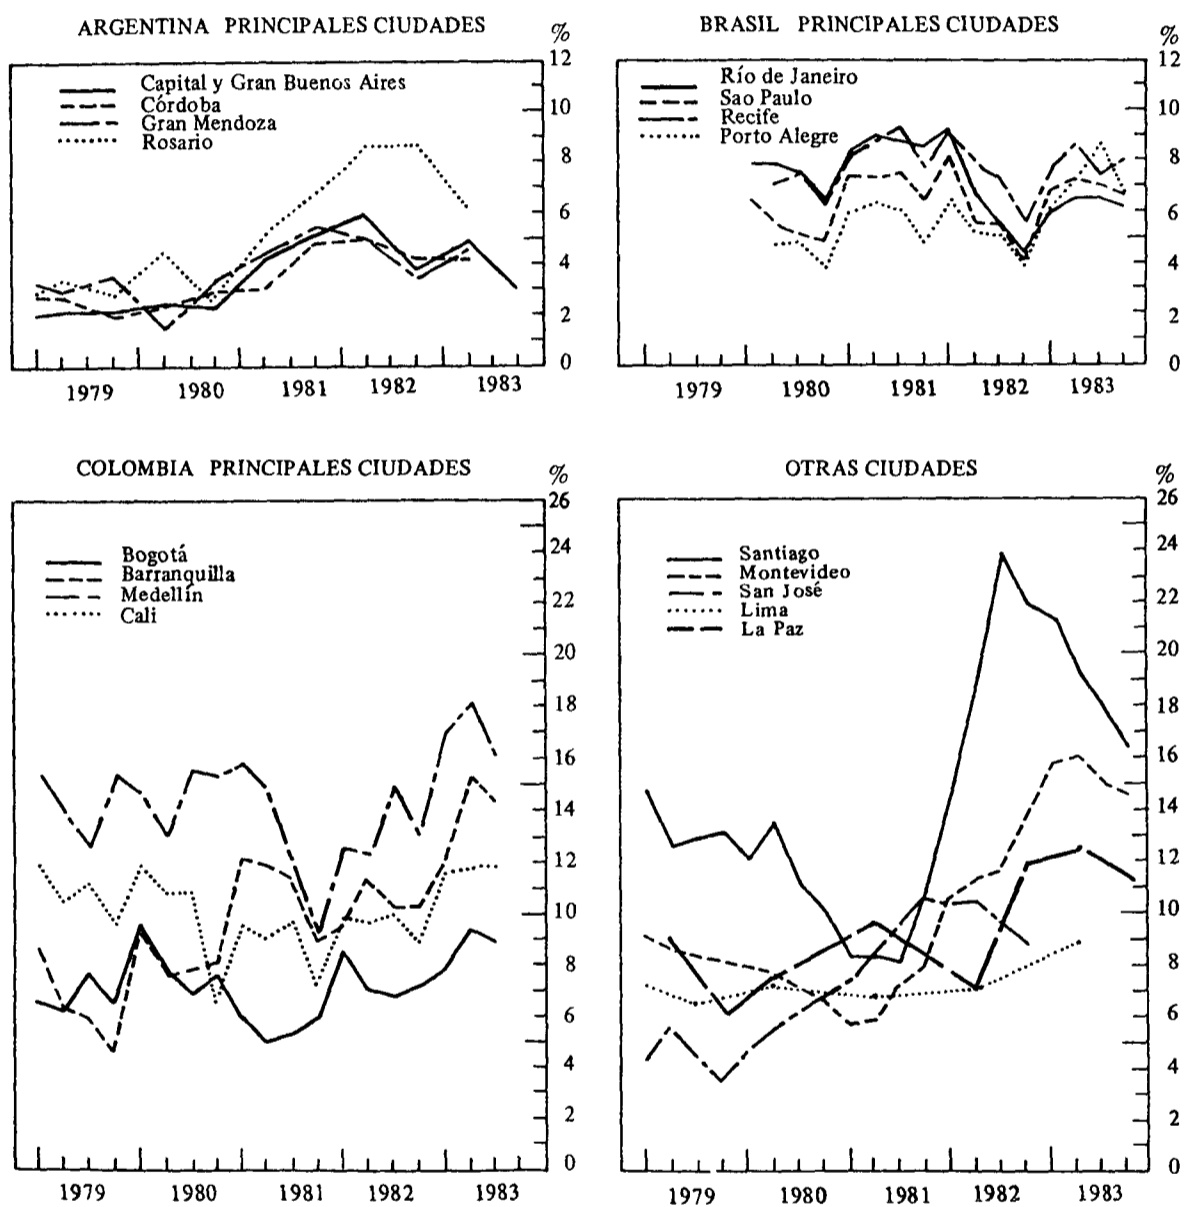 ARGENTINA PRINCIPALES CIUDADES
%
Capital y Gran Buenos Aires
Córdoba
Gran Mendoza
Rosario
12
10
8
6
4
2
0
1979 1980 1981 1982 1983
BRASIL PRINCIPALES CIUDADES
%
Río de Janeiro
Sao Paulo
Recife
Porto Alegre
12
10
8
6
4
2
0
1979 1980 1981 1982 1983
COLOMBIA PRINCIPALES CIUDADES
%
Bogotá
Barranquilla
Medellín
Cali
26
24
22
20
18
16
14
12
10
8
6
4
2
0
1979 1980 1981 1982 1983
OTRAS CIUDADES
%
Santiago
Montevideo
San José
Lima
La Paz
26
24
22
20
18
16
14
12
10
8
6
4
2
0
1979 1980 1981 1982 1983